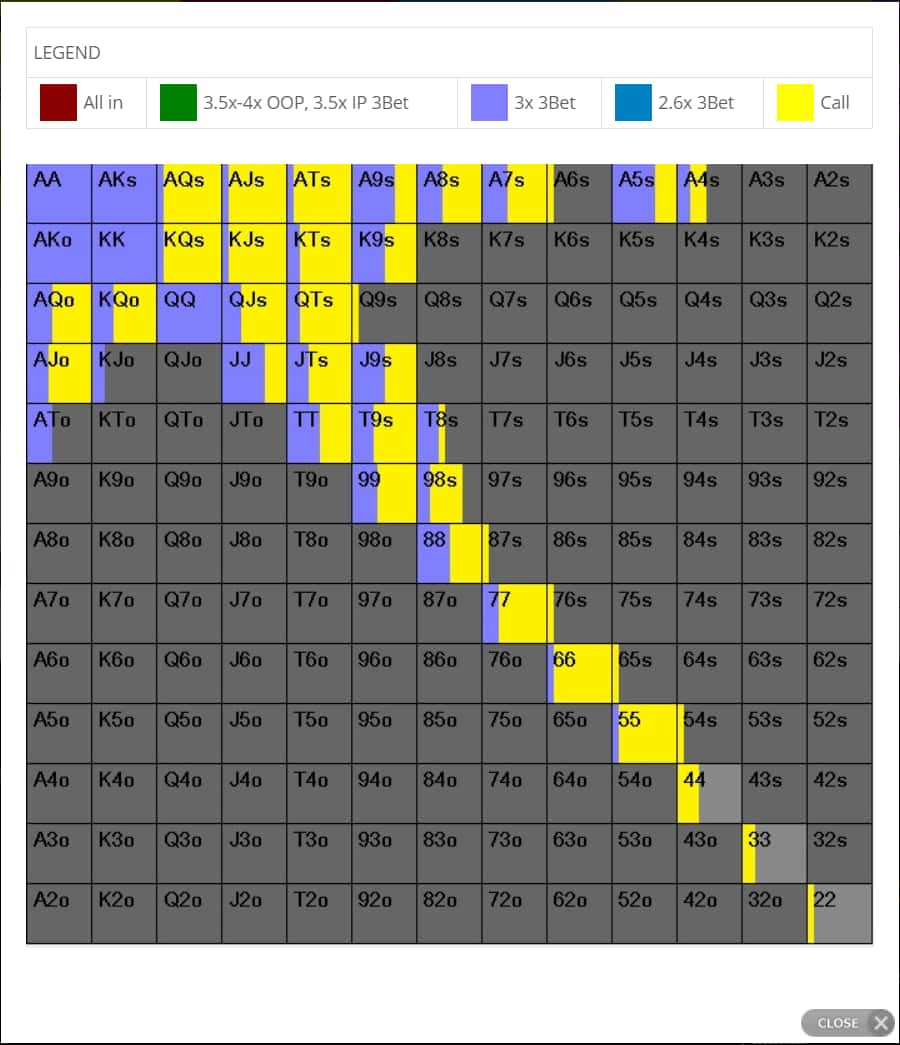 LEGEND
All in 3.5x-4x OOP, 3.5x IP 3Bet 3x 3Bet 2.6x 3Bet Call
AA AKs AQs AJs ATs A9s A8s A7s A6s A5s A4s A3s A2s
AKo KK KQs KJs KTs K9s K8s K7s K6s K5s K4s K3s K2s
AQo KQo QQ QJs QTs Q9s Q8s Q7s Q6s Q5s Q4s Q3s Q2s
AJo KJo QJo JJ JTs J9s J8s J7s J6s J5s J4s J3s J2s
ATo KTo QTo JTo TT T9s T8s T7s T6s T5s T4s T3s T2s
A9o K9o Q9o J9o T9o 99 98s 97s 96s 95s 94s 93s 92s
A8o K8o Q8o J8o T8o 98o 88 87s 86s 85s 84s 83s 82s
A7o K7o Q7o J7o T7o 97o 87o 77 76s 75s 74s 73s 72s
A6o K6o Q6o J6o T6o 96o 86o 76o 66 65s 64s 63s 62s
A5o K5o Q5o J5o T5o 95o 85o 75o 65o 55 54s 53s 52s
A4o K4o Q4o J4o T4o 94o 84o 74o 64o 54o 44 43s 42s
A3o K3o Q3o J3o T3o 93o 83o 73o 63o 53o 43o 33 32s
A2o K2o Q2o J2o T2o 92o 82o 72o 62o 52o 42o 32o 22
CLOSE